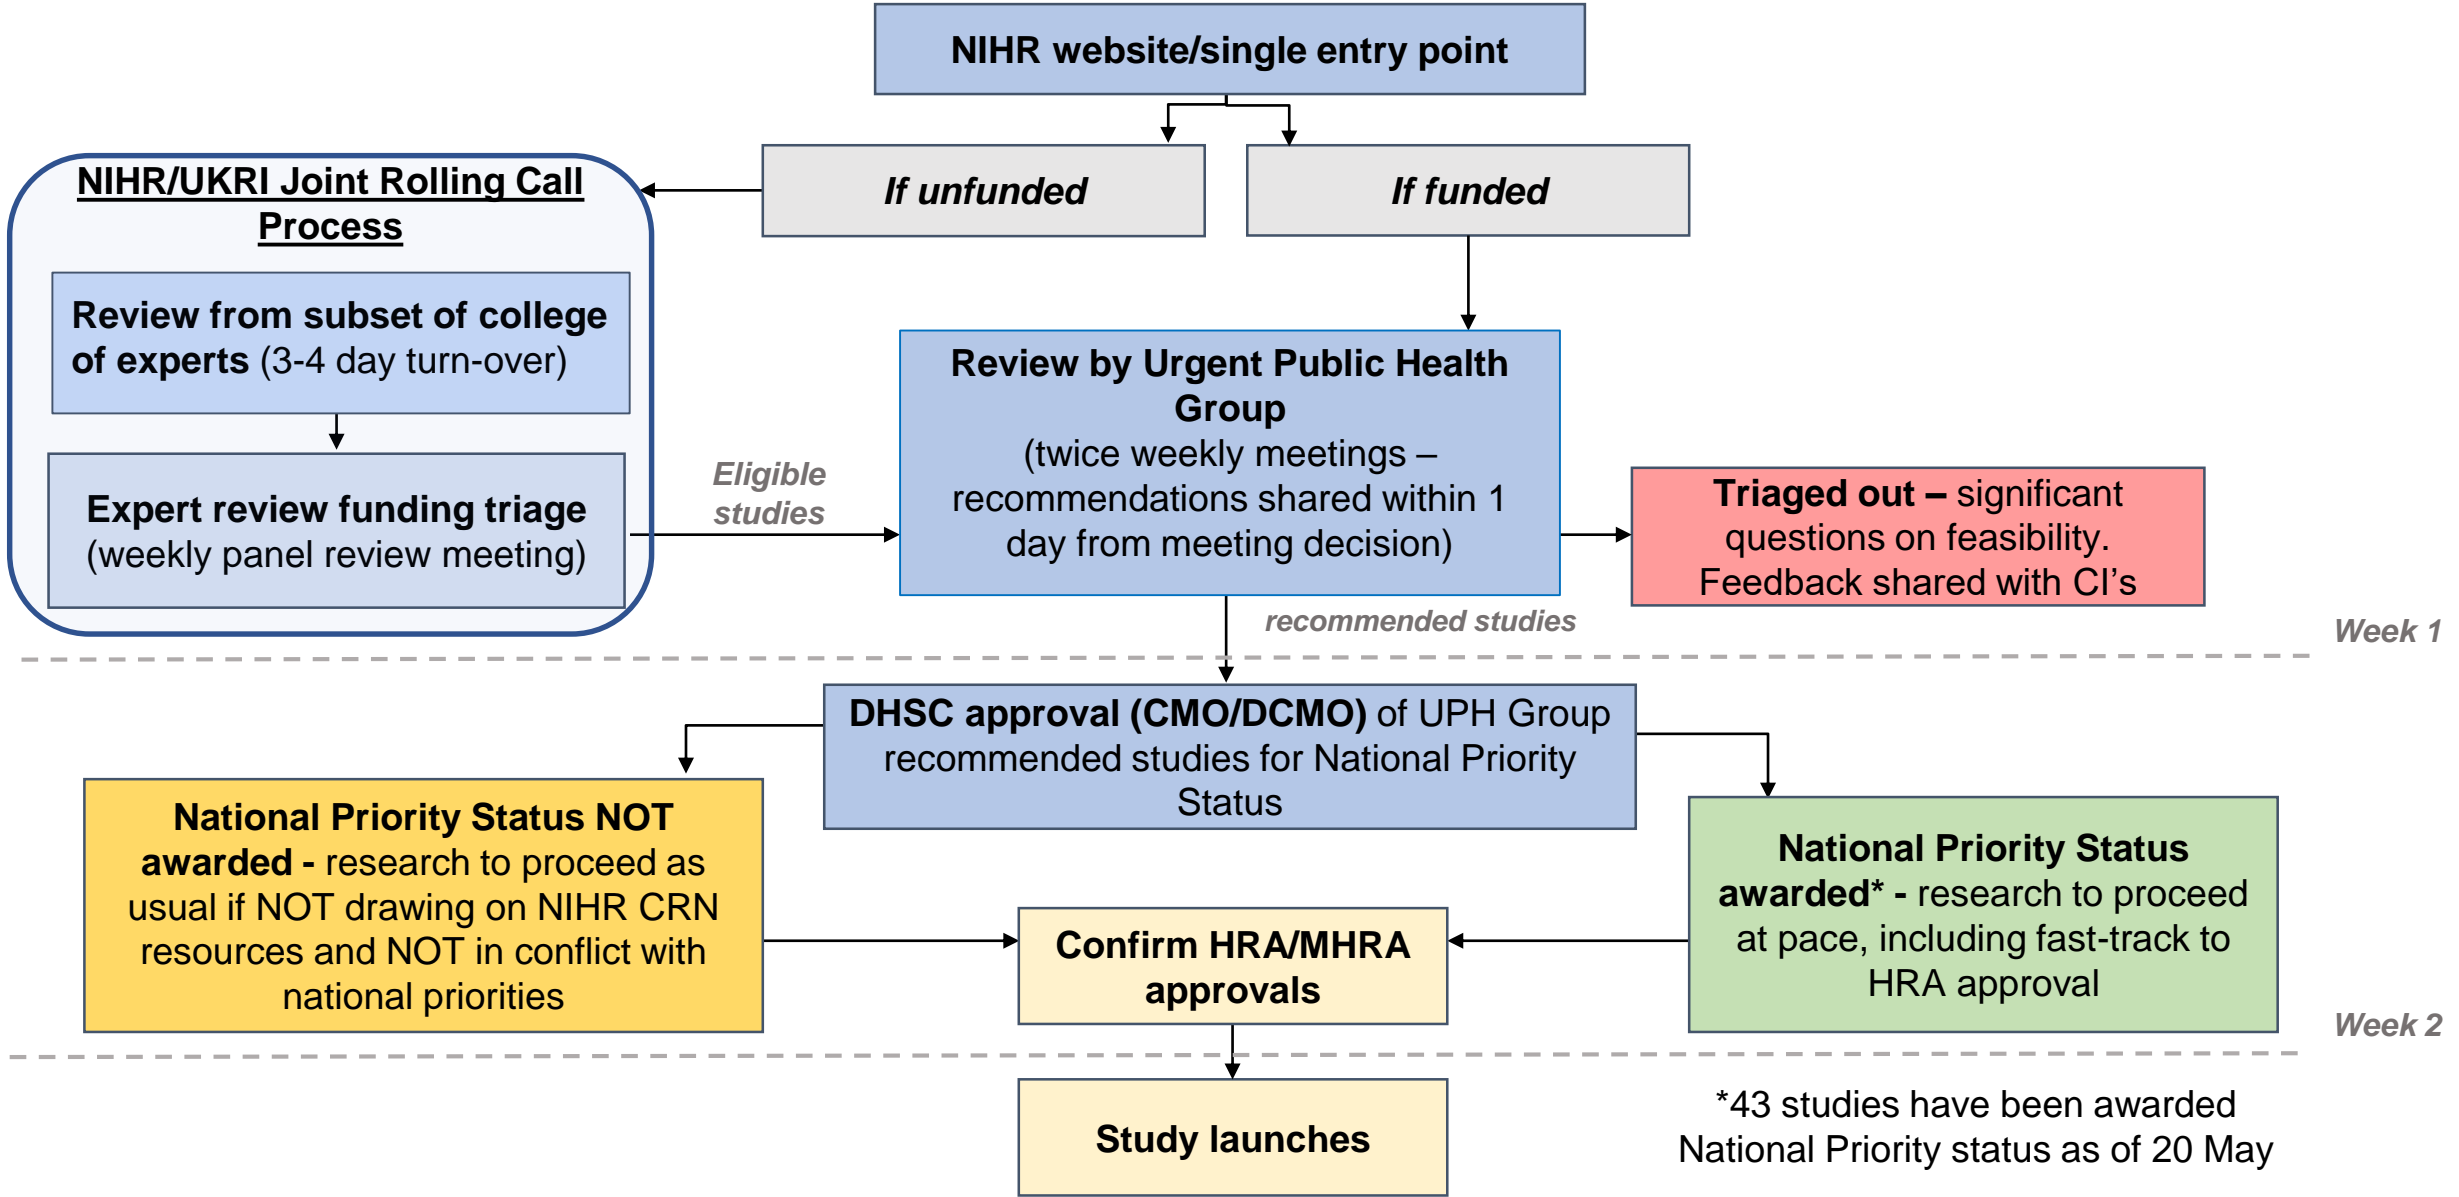 NIHR website/single entry point
If unfunded
If funded
NIHR/UKRI Joint Rolling Call
Process
Review from subset of college
of experts (3-4 day turn-over)
Expert review funding triage
(weekly panel review meeting)
Eligible
studies
Review by Urgent Public Health
Group
(twice weekly meetings –
recommendations shared within 1
day from meeting decision)
Triaged out – significant
questions on feasibility.
Feedback shared with CI’s
recommended studies
Week 1
DHSC approval (CMO/DCMO) of UPH Group
recommended studies for National Priority
Status
National Priority Status NOT
awarded - research to proceed as
usual if NOT drawing on NIHR CRN
resources and NOT in conflict with
national priorities
Confirm HRA/MHRA
approvals
National Priority Status
awarded* - research to proceed
at pace, including fast-track to
HRA approval
Week 2
Study launches
*43 studies have been awarded
National Priority status as of 20 May